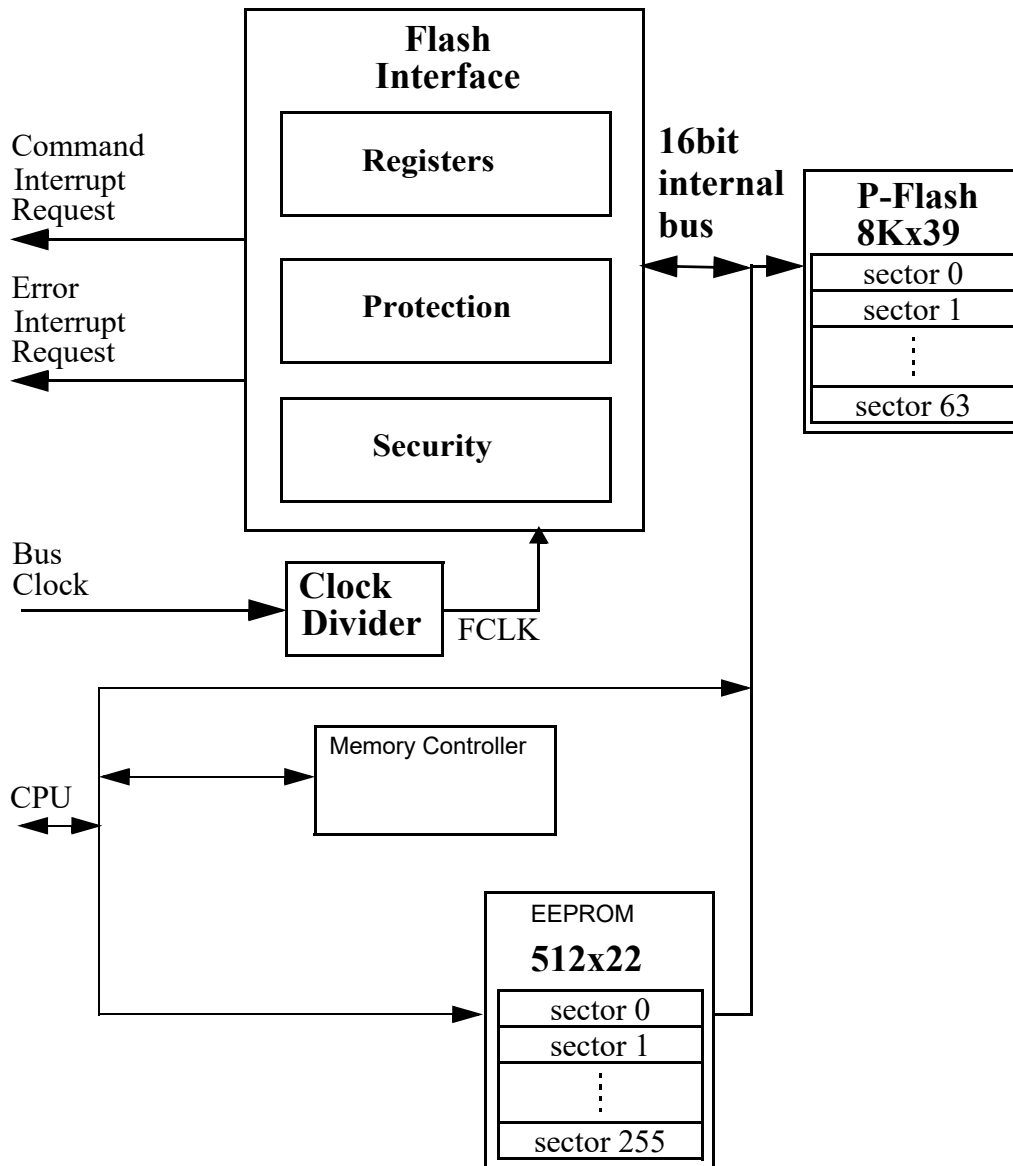 Flash
Interface
Registers
Protection
Security
Command
Interrupt
Request
Error
Interrupt
Request
16bit
internal
bus
P-Flash
8Kx39
sector 0
sector 1
sector 63
Bus
Clock
Clock
Divider
FCLK
Memory Controller
CPU
EEPROM
512x22
sector 0
sector 1
sector 255